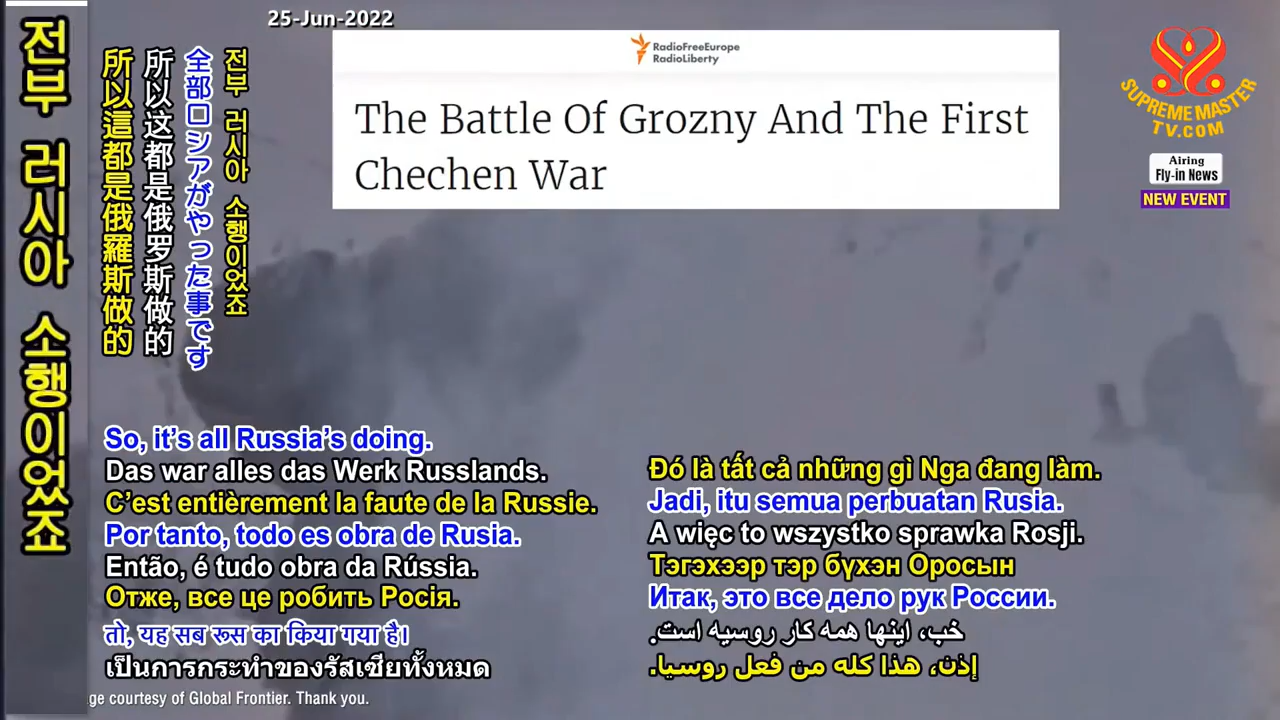 25-Jun-2022
RadioFreeEurope
RadioLiberty
The Battle Of Grozny And The First
Chechen War
SUPREME MASTER
TV.COM
Airing
Fly-in News
NEW EVENT
전부 러시아 소행이었죠
所以這都是俄羅斯做的
所以这都是俄罗斯做的
全部ロシアがやった事です
전부 러시아 소행이었죠
So, it's all Russia's doing.
Das war alles das Werk Russlands.
C'est entièrement la faute de la Russie.
Por tanto, todo es obra de Rusia.
Então, é tudo obra da Rússia.
Отже, все це робить Росія.
तो, यह सब रूस का किया गया है।
เป็นการกระทำของรัสเซียทั้งหมด
Đó là tất cả những gì Nga đang làm.
Jadi, itu semua perbuatan Rusia.
A więc to wszystko sprawka Rosji.
Тэгэхээр тэр бүхэн Оросын
Итак, это все дело рук России.
خب، اینها همه کار روسیه است.
إذن، هذا كله من فعل روسيا.
ge courtesy of Global Frontier. Thank you.